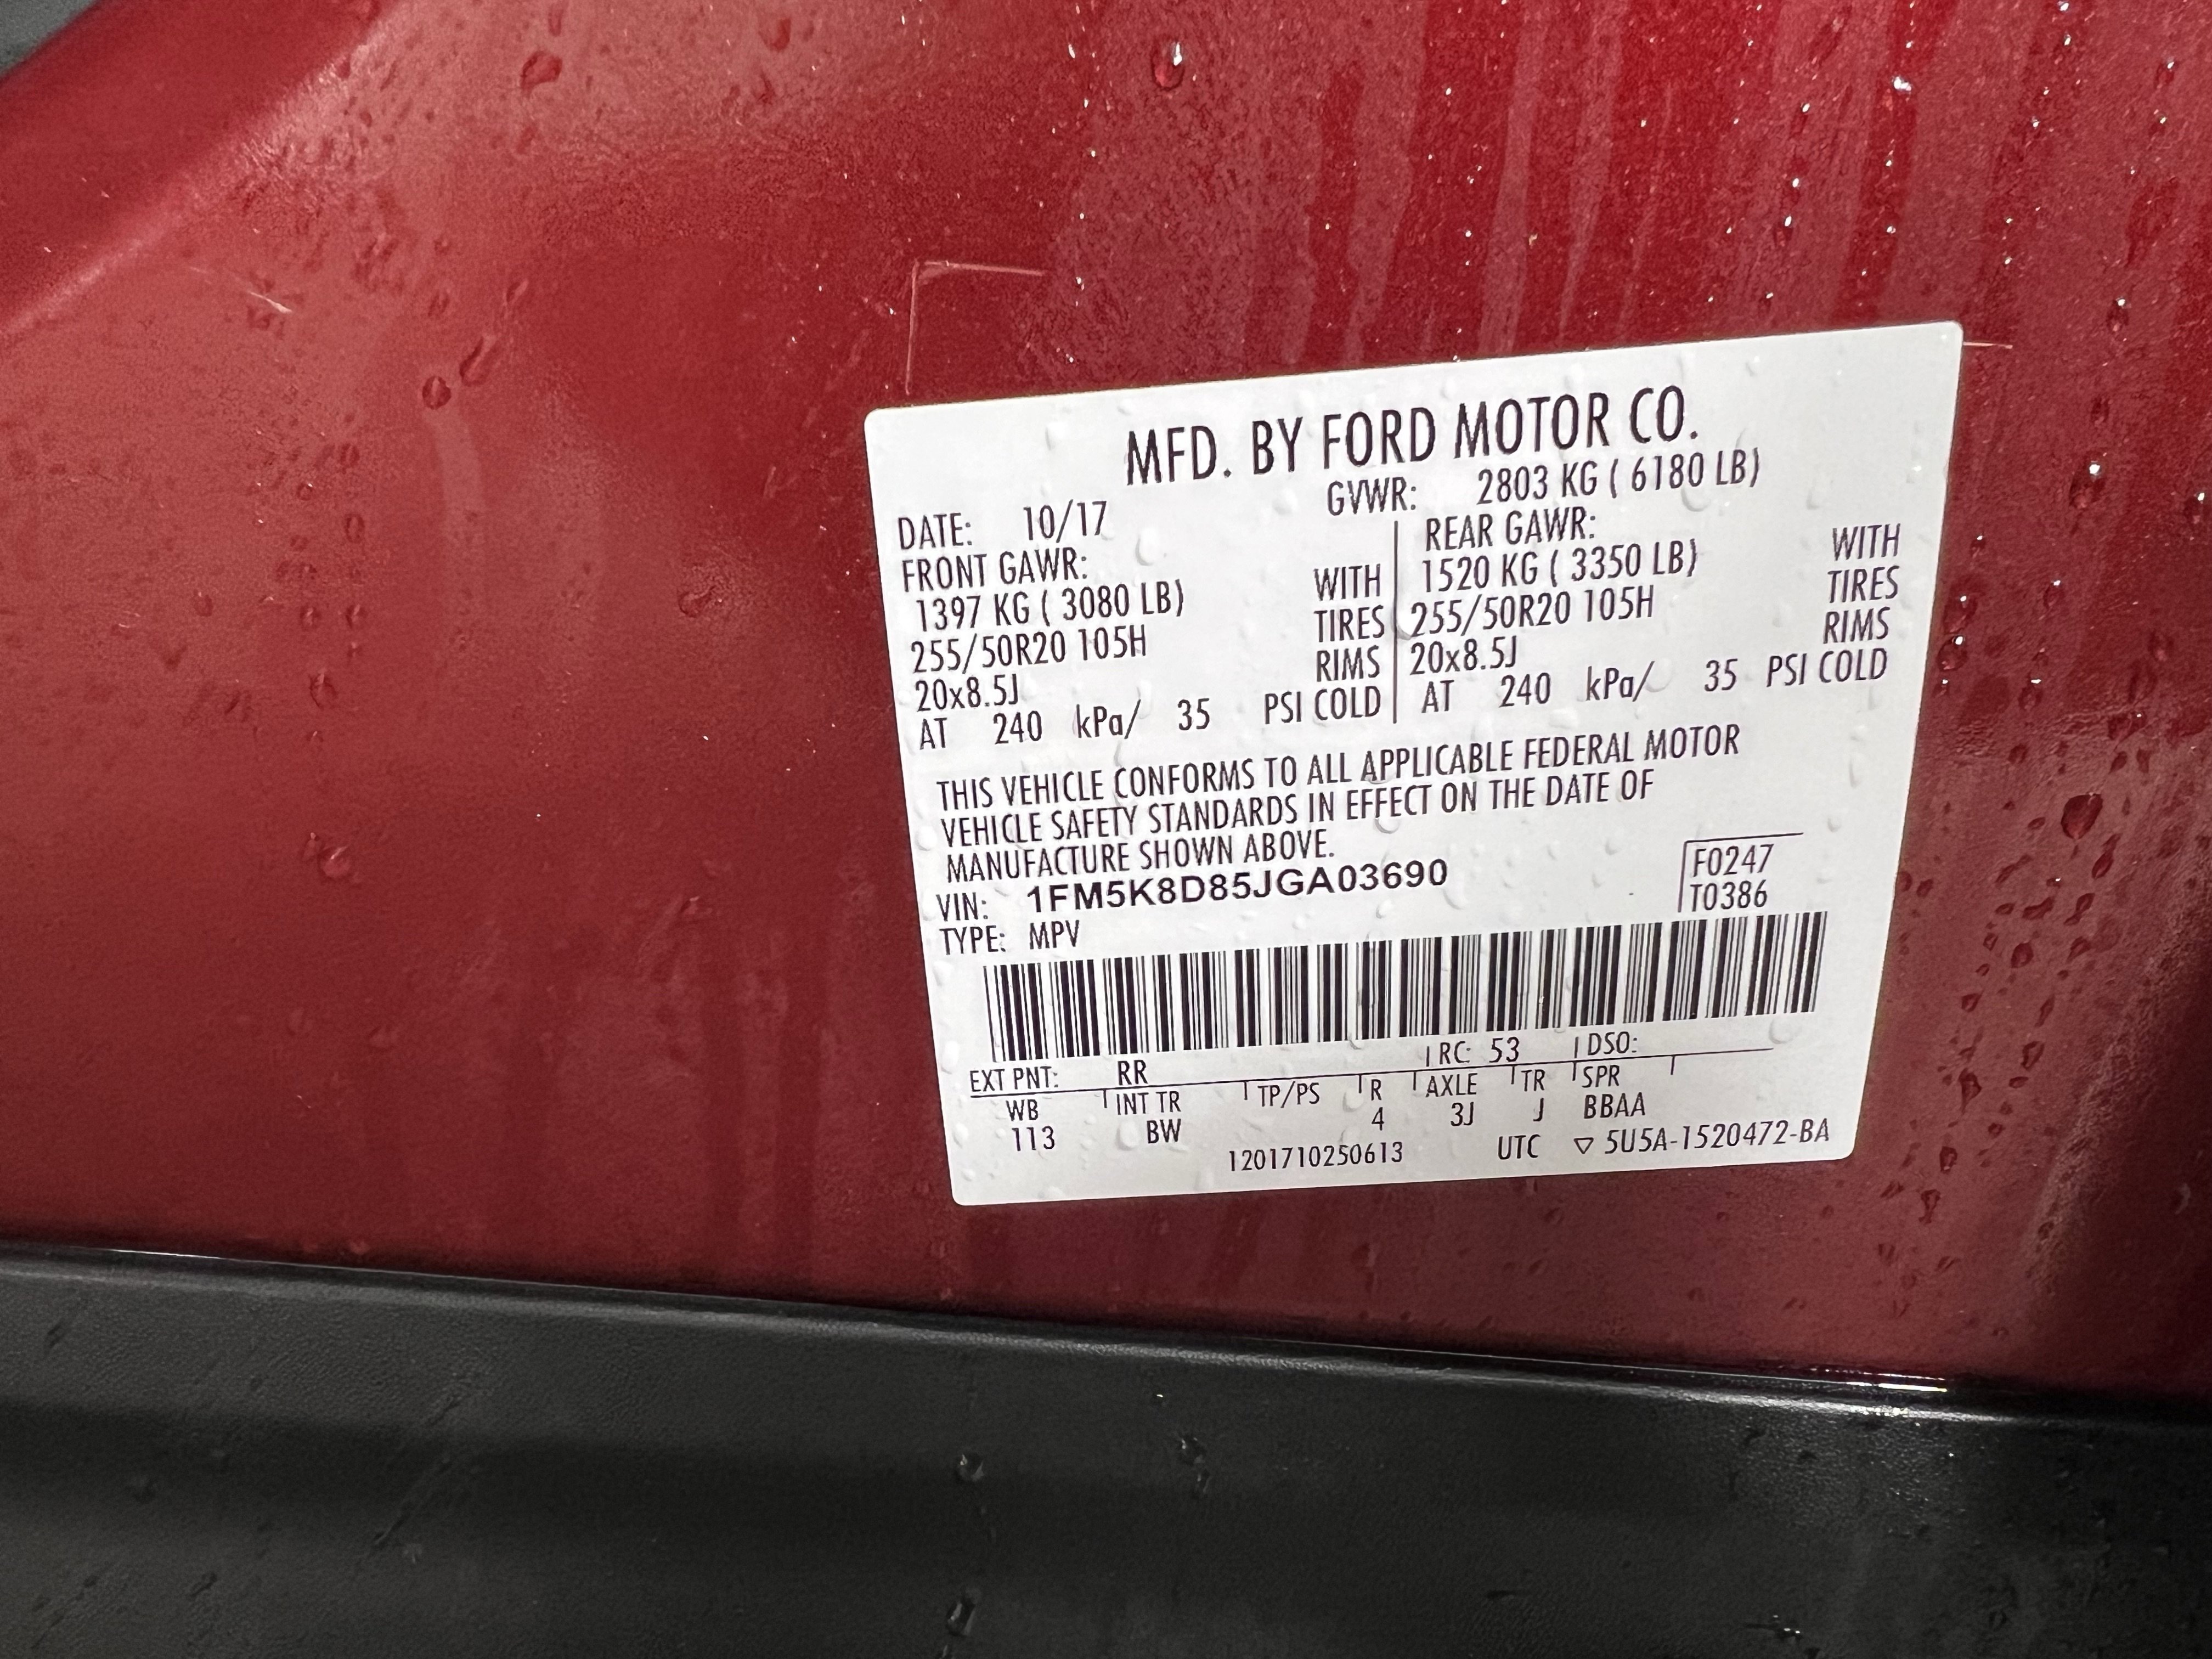 MFD. BY FORD MOTOR CO.
DATE: 10/17 GVWR: 2803 KG ( 6180 LB)
FRONT GAWR: REAR GAWR:
1397 KG ( 3080 LB) WITH 1520 KG ( 3350 LB) WITH
255/50R20 105H TIRES 255/50R20 105H TIRES
20x8.5J RIMS 20x8.5J RIMS
AT 240 kPa/ 35 PSI COLD AT 240 kPa/ 35 PSI COLD
THIS VEHICLE CONFORMS TO ALL APPLICABLE FEDERAL MOTOR
VEHICLE SAFETY STANDARDS IN EFFECT ON THE DATE OF
MANUFACTURE SHOWN ABOVE.
VIN: 1FM5K8D85JGA03690 F0247
TYPE: MPV T0386
EXT PNT: RR RC: 53 DSO:
WB INT TR TP/PS R AXLE TR SPR
113 BW 4 3J J BBAA
1201710250613 UTC ▽ 5U5A-1520472-BA